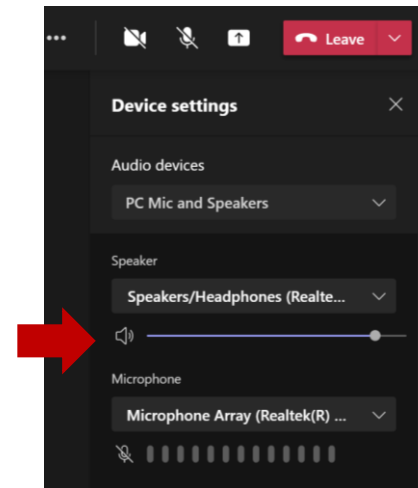 Leave
Device settings
Audio devices
PC Mic and Speakers
Speaker
Speakers/Headphones (Realte...
Microphone
Microphone Array (Realtek(R) ...